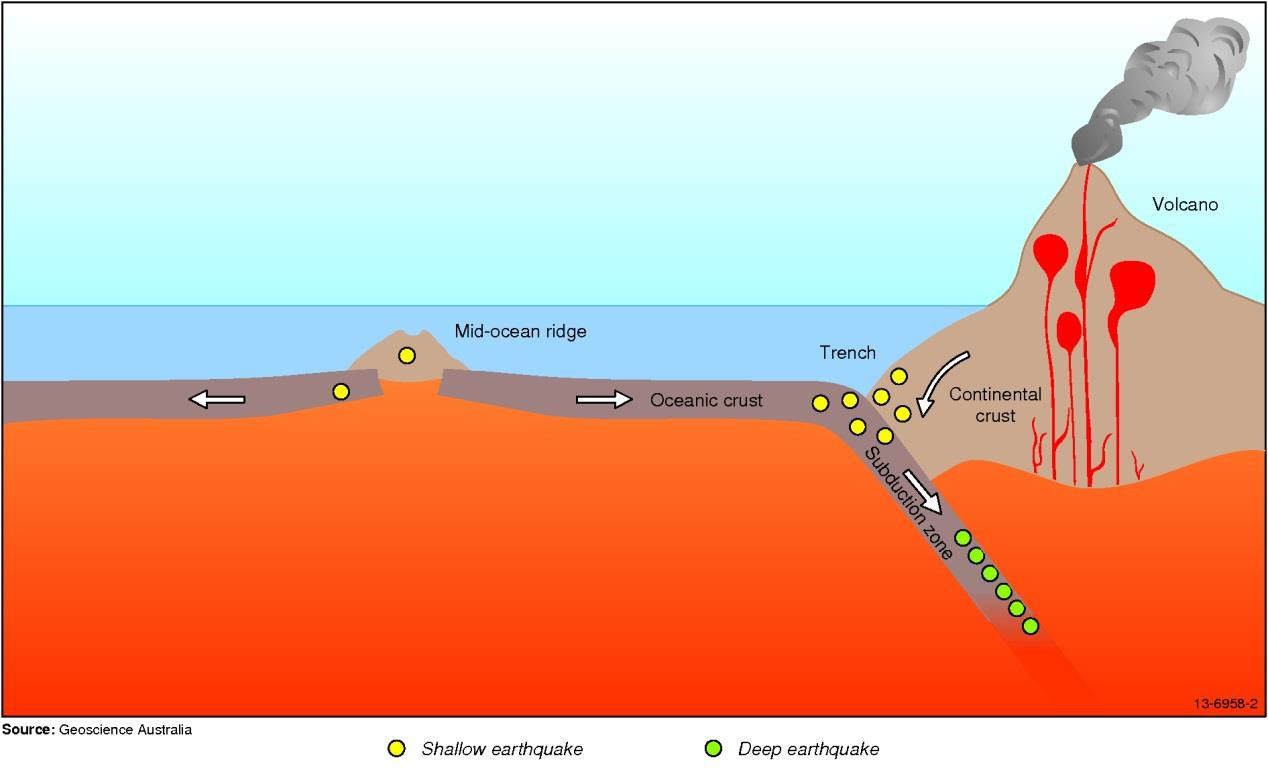 Volcano
Mid-ocean ridge
Trench
Oceanic crust
Continental
crust
Subduction zone
13-6958-2
Source: Geoscience Australia
Shallow earthquake
Deep earthquake